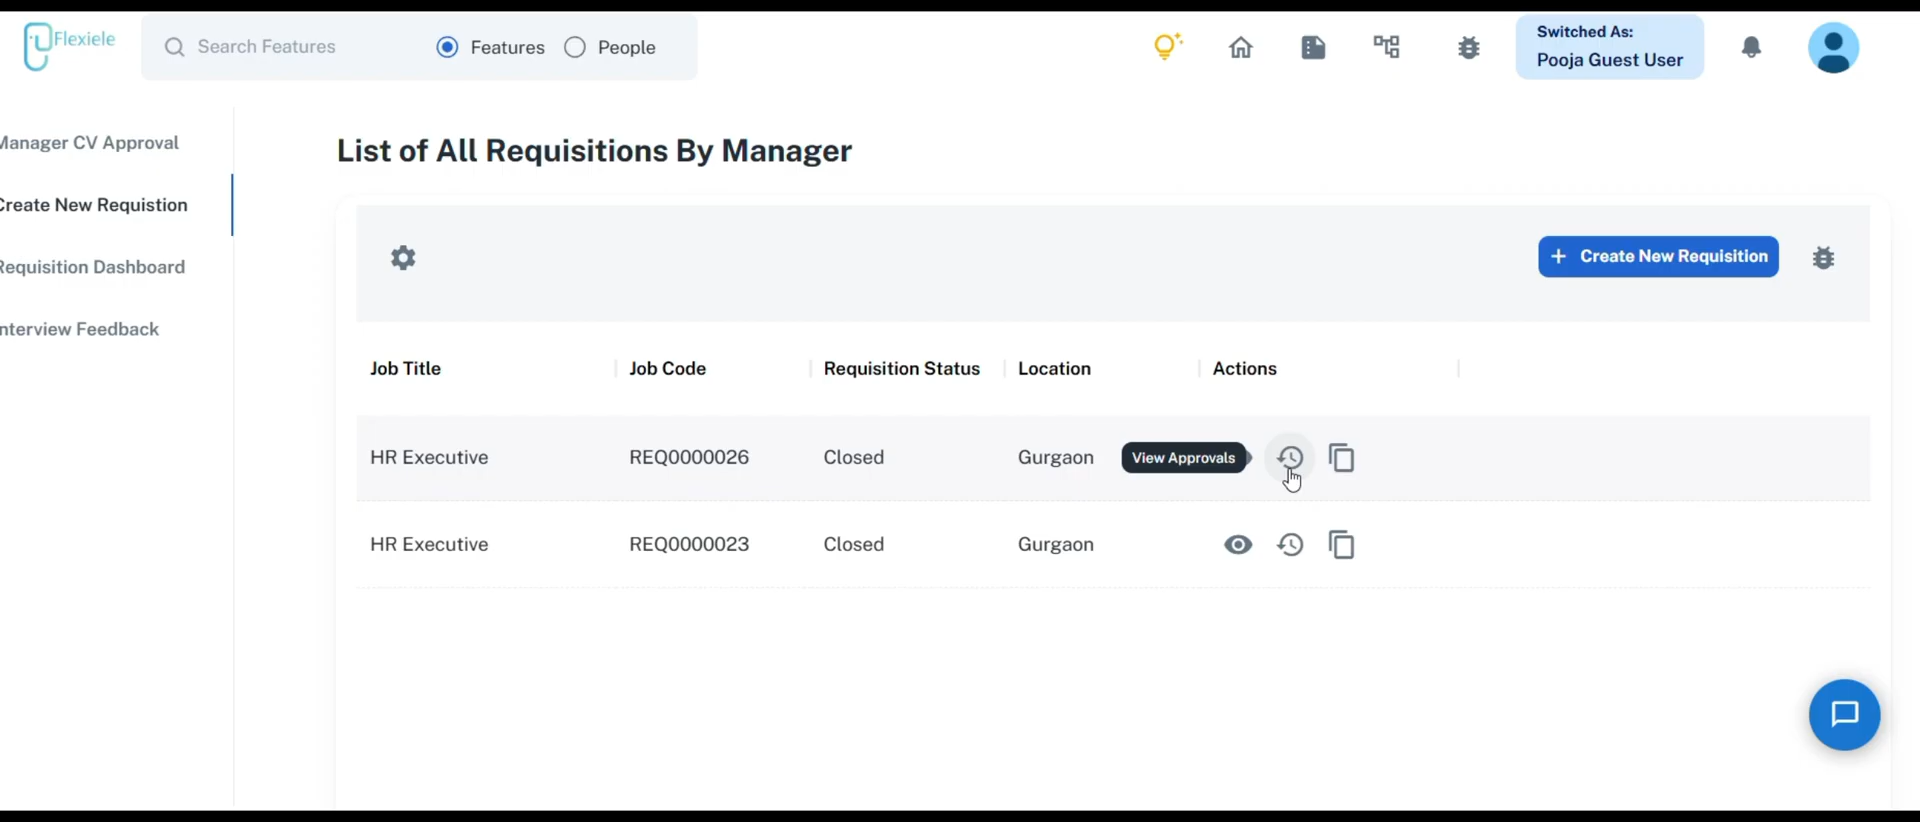 Flexiele
Search Features
Features
People
Switched As:
Pooja Guest User
Manager CV Approval
Create New Requistion
Requisition Dashboard
Interview Feedback
List of All Requisitions By Manager
+ Create New Requisition
Job Title
Job Code
Requisition Status
Location
Actions
HR Executive
REQ0000026
Closed
Gurgaon
View Approvals
HR Executive
REQ0000023
Closed
Gurgaon